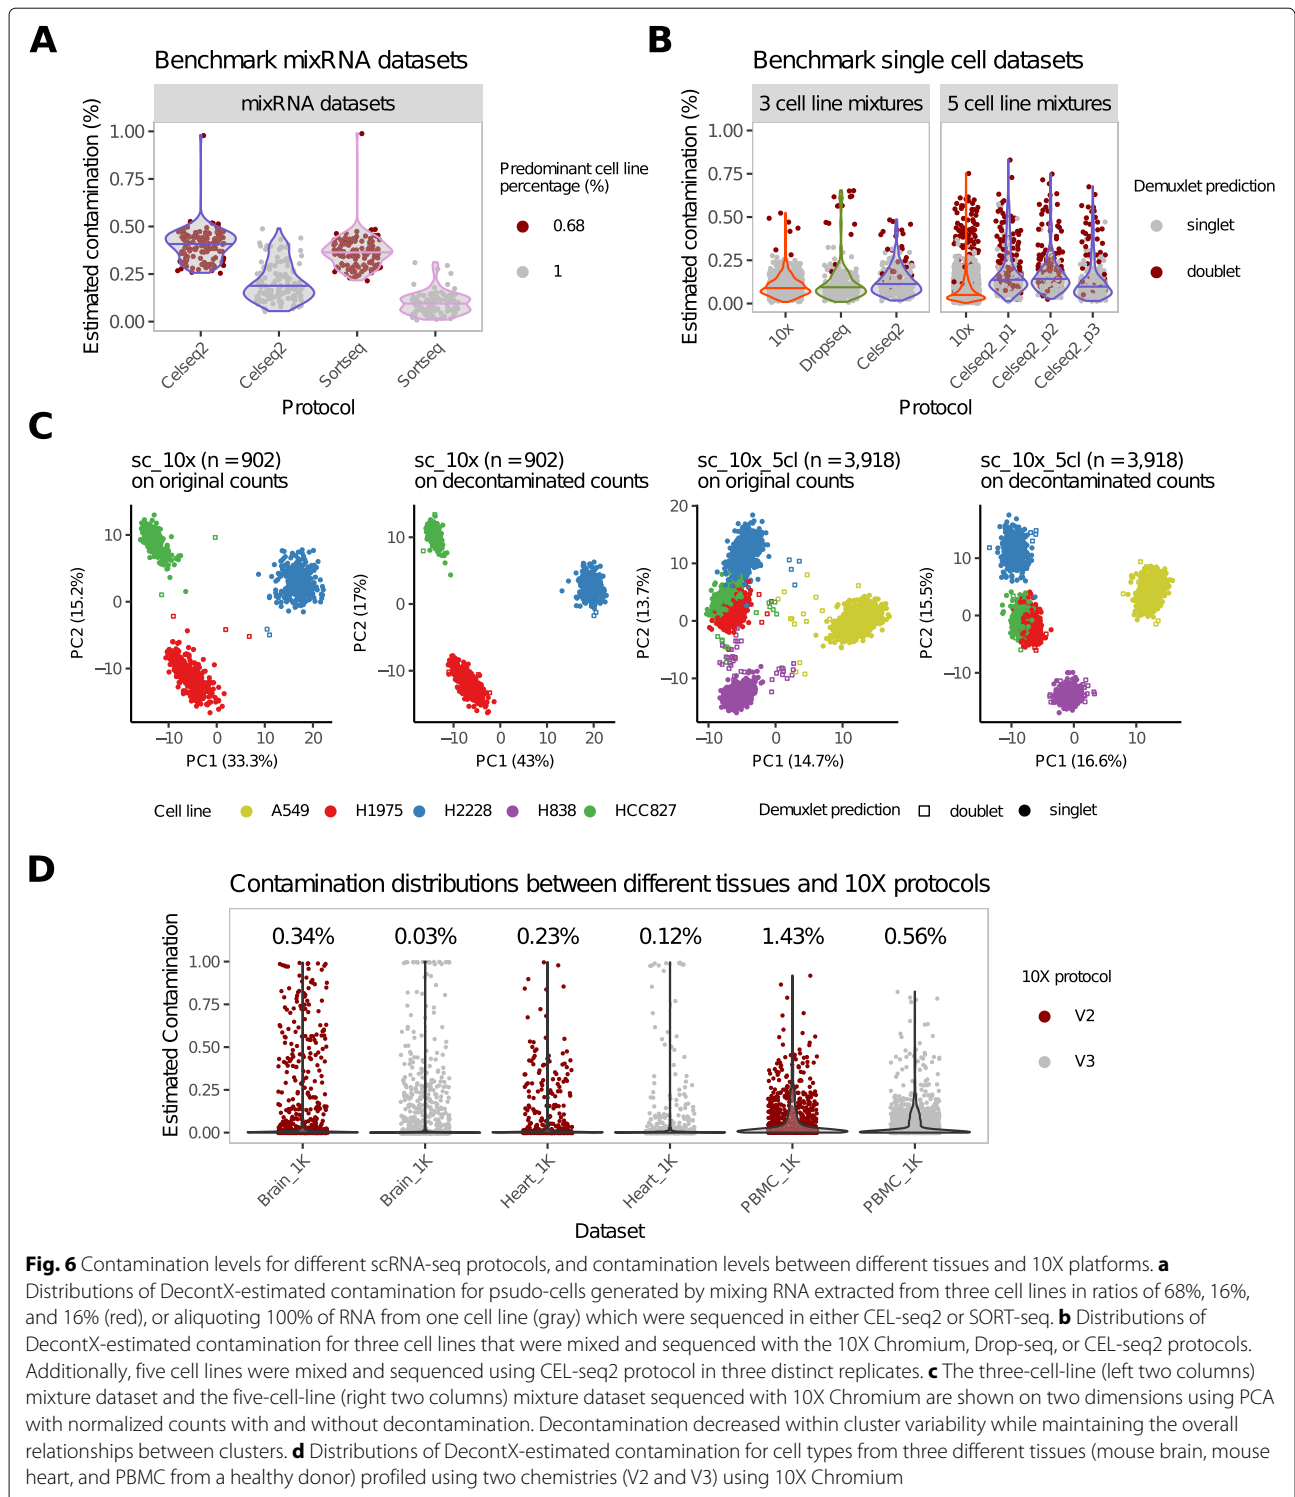 A
Benchmark mixRNA datasets
mixRNA datasets
Estimated contamination (%)
1.00
0.75
0.50
0.25
0.00
Celseq2
Celseq2
Sortseq
Sortseq
Protocol
Predominant cell line
percentage (%)
0.68
1
B
Benchmark single cell datasets
3 cell line mixtures
5 cell line mixtures
Estimated contamination (%)
1.00
0.75
0.50
0.25
0.00
10x
Dropseq
Celseq2
10x
Celseq2_p1
Celseq2_p2
Celseq2_p3
Protocol
Demuxlet prediction
singlet
doublet
C
sc_10x (n = 902)
on original counts
PC2 (15.2%)
10
0
−10
−10
0
10
20
PC1 (33.3%)
sc_10x (n = 902)
on decontaminated counts
PC2 (17%)
10
0
−10
−10
0
10
20
PC1 (43%)
sc_10x_5cl (n = 3,918)
on original counts
PC2 (13.7%)
20
10
0
−10
−10
0
10
PC1 (14.7%)
sc_10x_5cl (n = 3,918)
on decontaminated counts
PC2 (15.5%)
10
0
−10
−10
0
10
PC1 (16.6%)
Cell line
A549
H1975
H2228
H838
HCC827
Demuxlet prediction
doublet
singlet
D
Contamination distributions between different tissues and 10X protocols
Estimated Contamination
0.34%
0.03%
0.23%
0.12%
1.43%
0.56%
1.00
0.75
0.50
0.25
0.00
Brain_1K
Brain_1K
Heart_1K
Heart_1K
PBMC_1K
PBMC_1K
Dataset
10X protocol
V2
V3
Fig. 6 Contamination levels for different scRNA-seq protocols, and contamination levels between different tissues and 10X platforms. a
Distributions of DecontX-estimated contamination for psudo-cells generated by mixing RNA extracted from three cell lines in ratios of 68%, 16%,
and 16% (red), or aliquoting 100% of RNA from one cell line (gray) which were sequenced in either CEL-seq2 or SORT-seq. b Distributions of
DecontX-estimated contamination for three cell lines that were mixed and sequenced with the 10X Chromium, Drop-seq, or CEL-seq2 protocols.
Additionally, five cell lines were mixed and sequenced using CEL-seq2 protocol in three distinct replicates. c The three-cell-line (left two columns)
mixture dataset and the five-cell-line (right two columns) mixture dataset sequenced with 10X Chromium are shown on two dimensions using PCA
with normalized counts with and without decontamination. Decontamination decreased within cluster variability while maintaining the overall
relationships between clusters. d Distributions of DecontX-estimated contamination for cell types from three different tissues (mouse brain, mouse
heart, and PBMC from a healthy donor) profiled using two chemistries (V2 and V3) using 10X Chromium